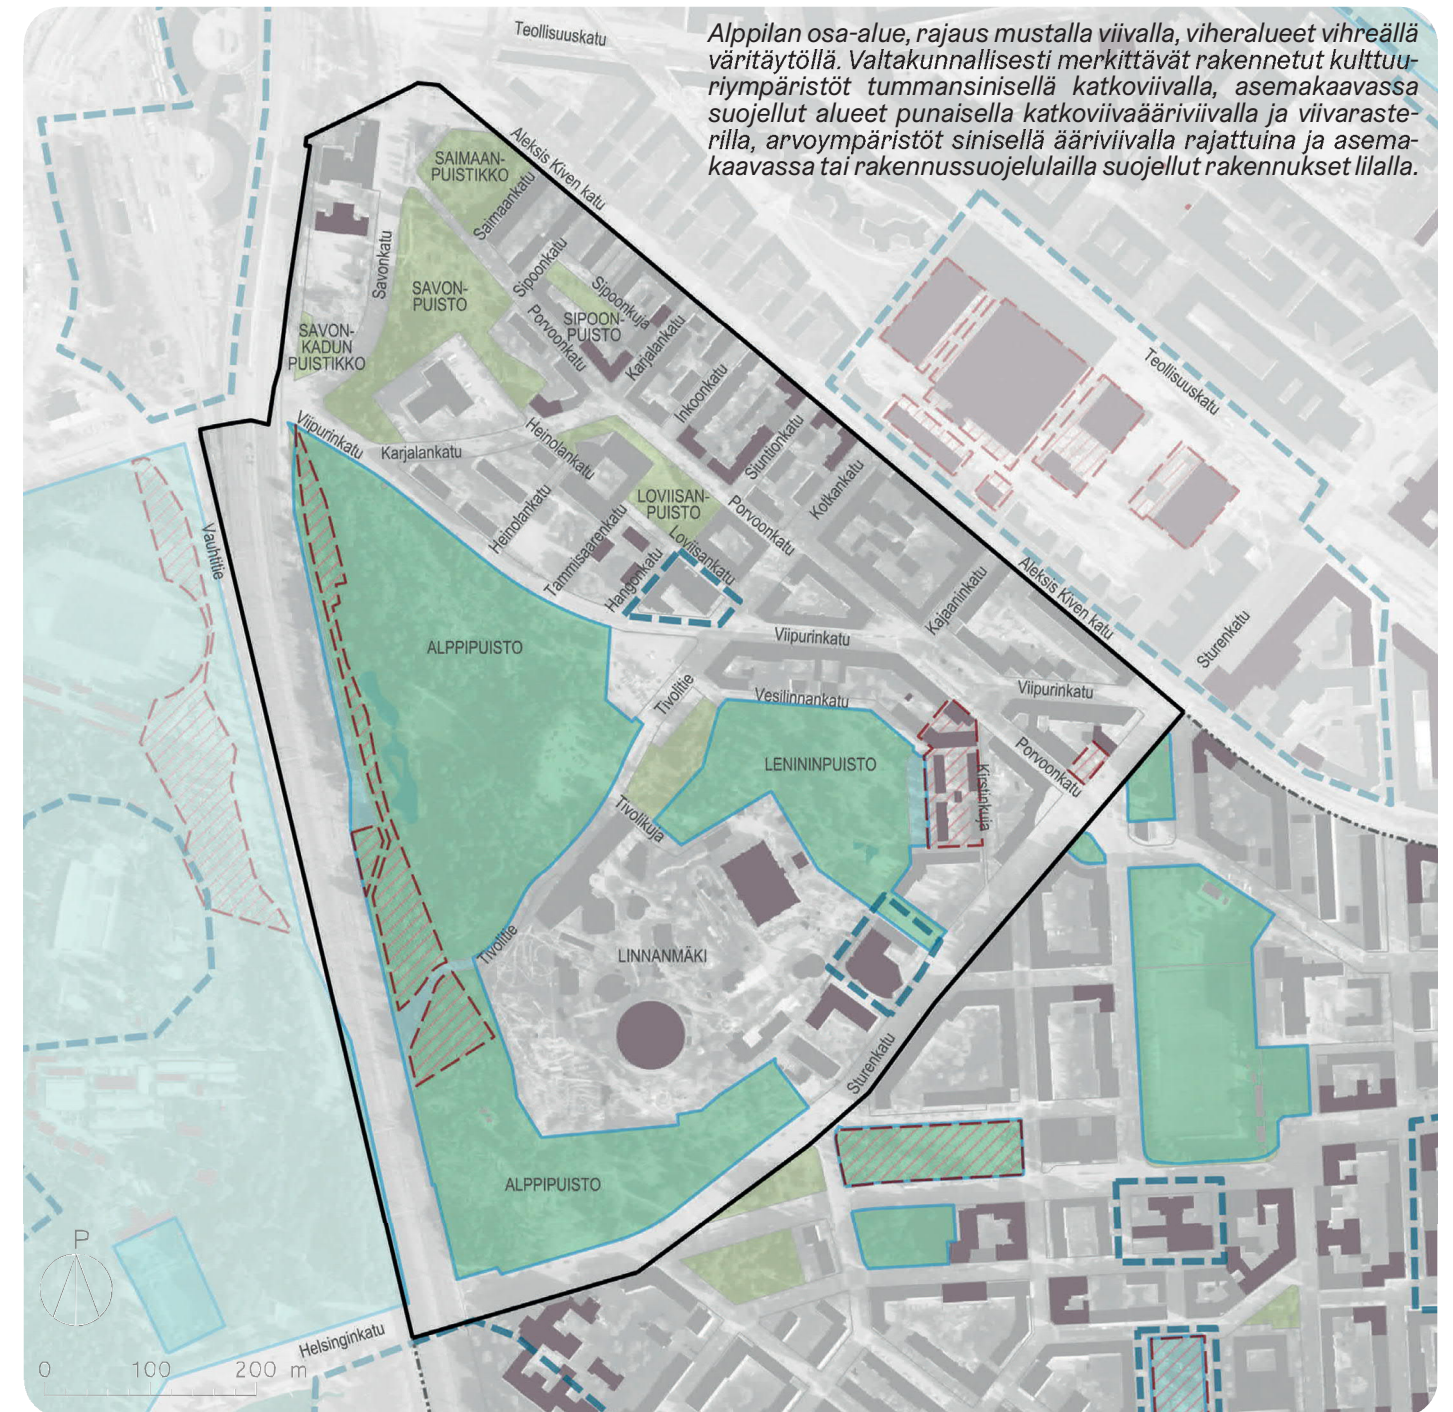 Alppilan osa-alue, rajaus mustalla viivalla, viheralueet vihreällä
väritäytöllä. Valtakunnallisesti merkittävät rakennetut kulttuu-
riympäristöt tummansinisellä katkoviivalla, asemakaavassa
suojellut alueet punaisella katkoviivaääriviivalla ja viivaraste-
rilla, arvoympäristöt sinisellä ääriviivalla rajattuina ja asema-
kaavassa tai rakennussuojelulailla suojellut rakennukset lilalla.
Teollisuuskatu
Aleksis Kiven katu
SAIMAAN-
PUISTIKKO
Saimaankatu
Savonkatu
SAVON-
PUISTO
Sipoonkatu
Sipoonkuja
SIPOON-
PUISTO
Porvoonkatu
Karjalankatu
SAVON-
KADUN
PUISTIKKO
Inkoonkatu
Teollisuuskatu
Viipurinkatu
Karjalankatu
Heinolankatu
Siuntionkatu
Kotkankatu
LOVIISAN-
PUISTO
Porvoonkatu
Heinolankatu
Tammisaarenkatu
Loviisankatu
Hangonkatu
Vauhtitie
Kajaaninkatu
Aleksis Kiven katu
Sturenkatu
ALPPIPUISTO
Viipurinkatu
Viipurinkatu
Tivolitie
Vesilinnankatu
LENININPUISTO
Porvoonkatu
Kirstinkuja
Tivolikuja
Tivolitie
LINNANMÄKI
Sturenkatu
ALPPIPUISTO
P
Helsinginkatu
0 100 200 m